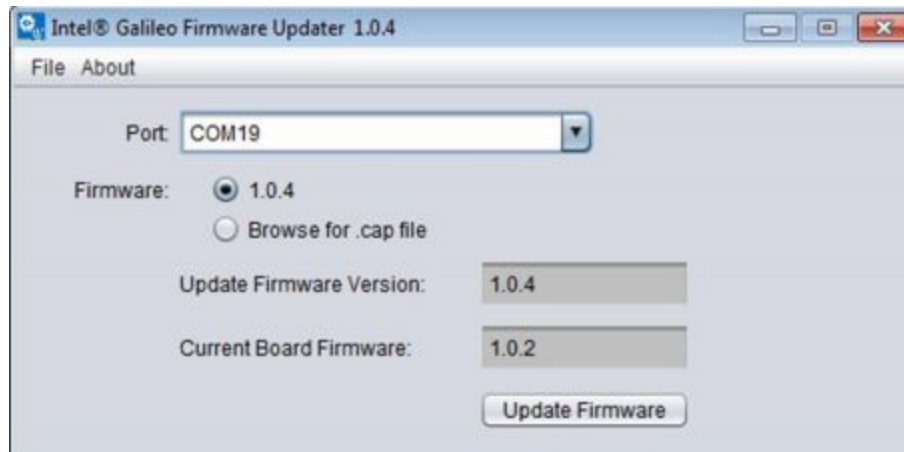 Intel® Galileo Firmware Updater 1.0.4
File About
Port: COM19
Firmware: 1.0.4
Browse for .cap file
Update Firmware Version: 1.0.4
Current Board Firmware: 1.0.2
Update Firmware